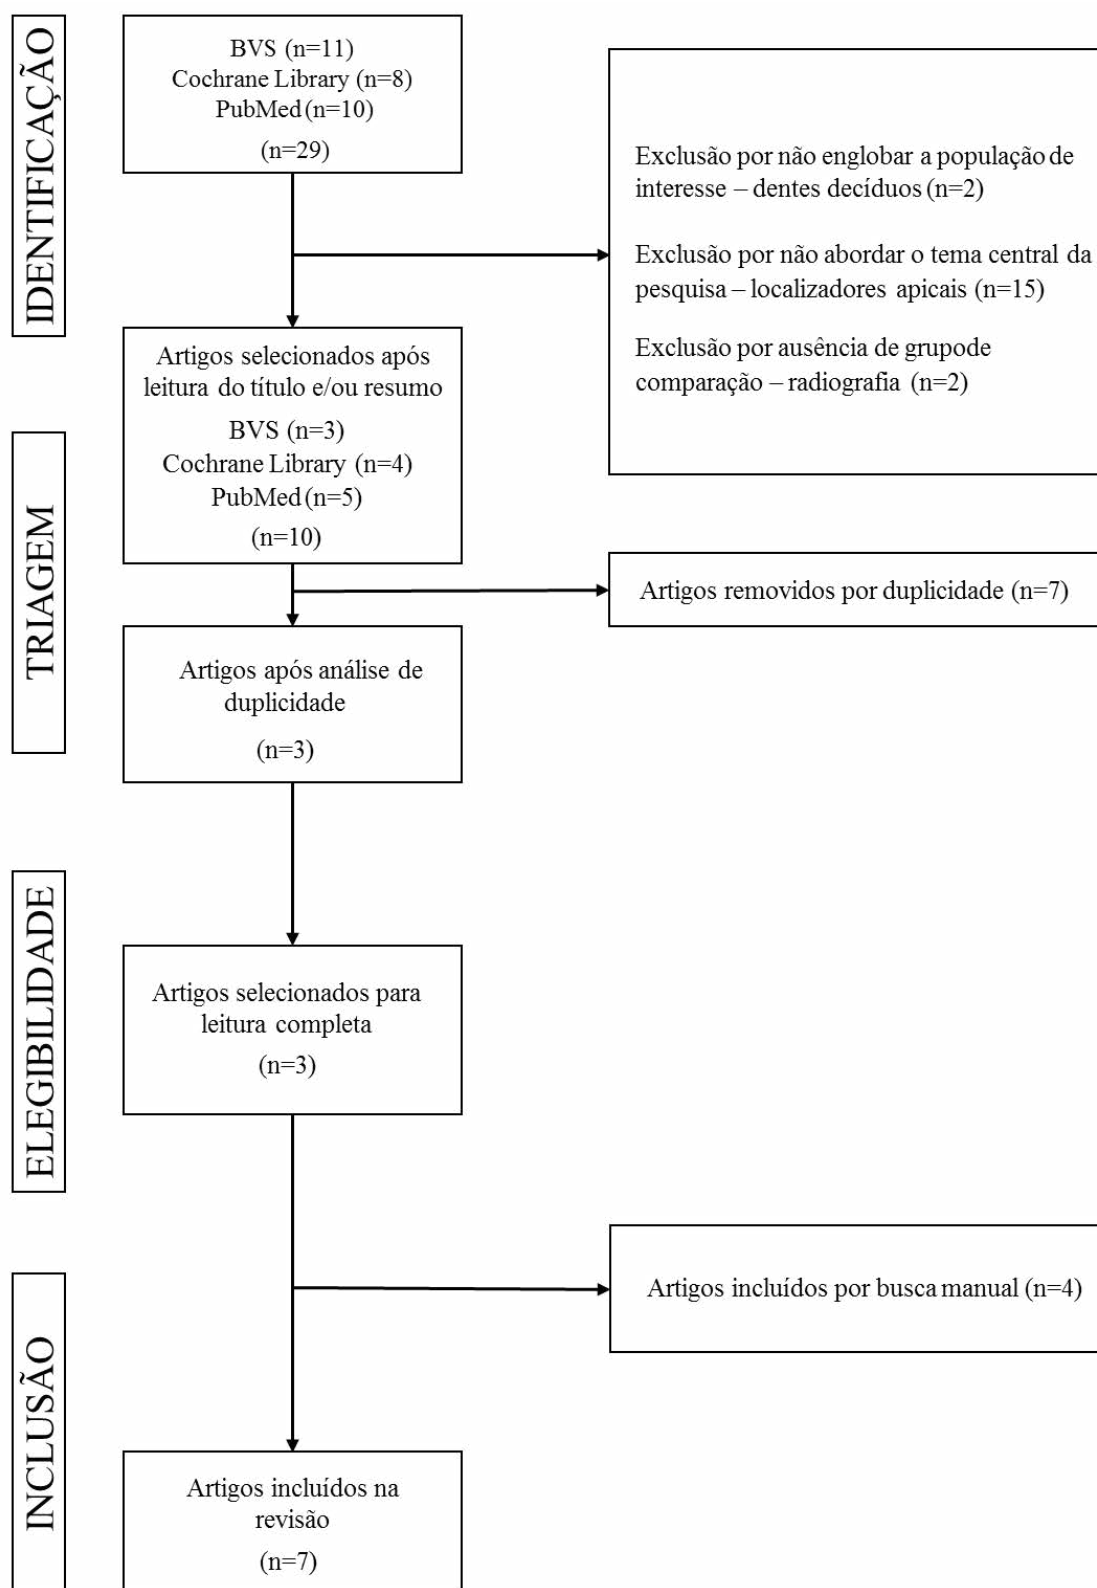 IDENTIFICAÇÃO
BVS (n=11)
Cochrane Library (n=8)
PubMed (n=10)
(n=29)
Exclusão por não englobar a população de
interesse – dentes decíduos (n=2)
Exclusão por não abordar o tema central da
pesquisa – localizadores apicais (n=15)
Exclusão por ausência de grupode
comparação – radiografia (n=2)
Artigos selecionados após
leitura do título e/ou resumo
BVS (n=3)
Cochrane Library (n=4)
PubMed (n=5)
(n=10)
TRIAGEM
Artigos removidos por duplicidade (n=7)
Artigos após análise de
duplicidade
(n=3)
ELEGIBILIDADE
Artigos selecionados para
leitura completa
(n=3)
Artigos incluídos por busca manual (n=4)
INCLUSÃO
Artigos incluídos na
revisão
(n=7)